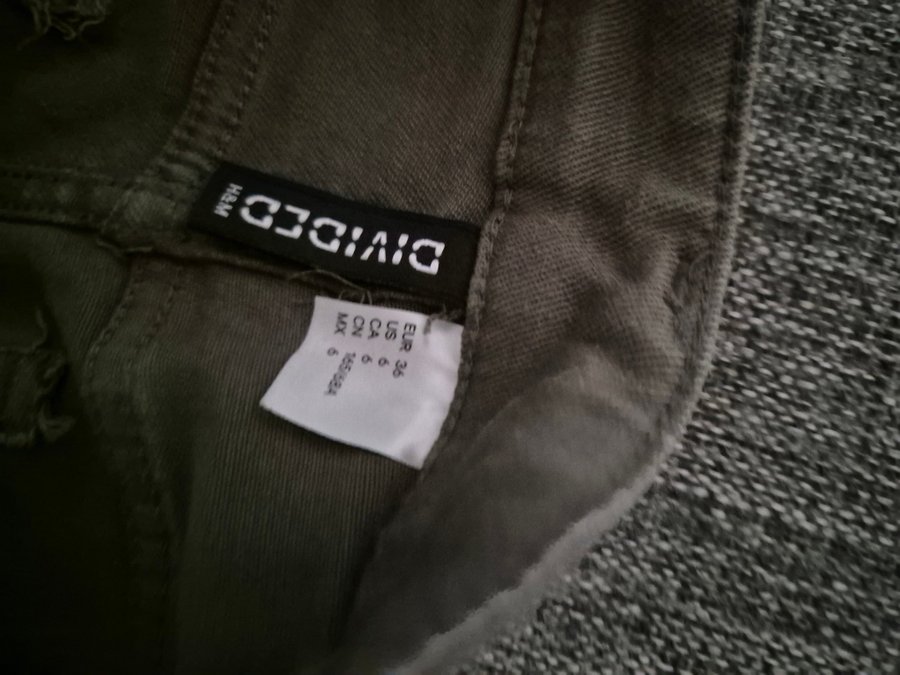 DIVIDED
H&M
EUR 36
US 6
CA 6
CN 165/68A
MX 6